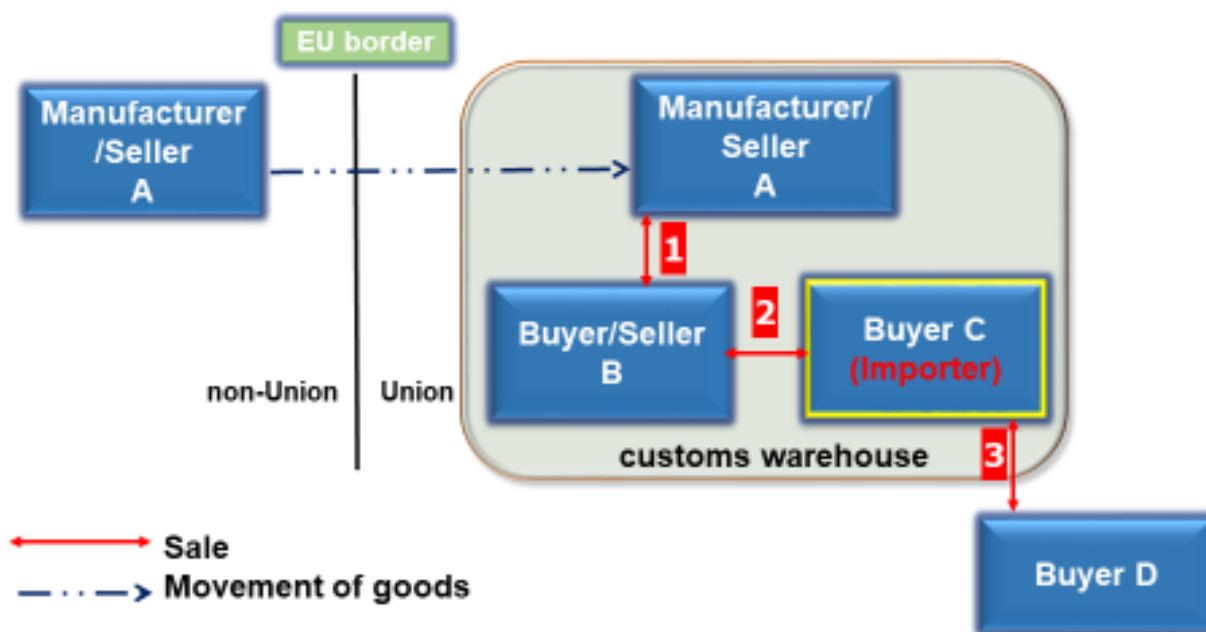 EU border
Manufacturer
/Seller
A
Manufacturer/
Seller
A
1
Buyer/Seller
B
2
Buyer C
(Importer)
non-Union
Union
customs warehouse
3
Buyer D
Sale
Movement of goods